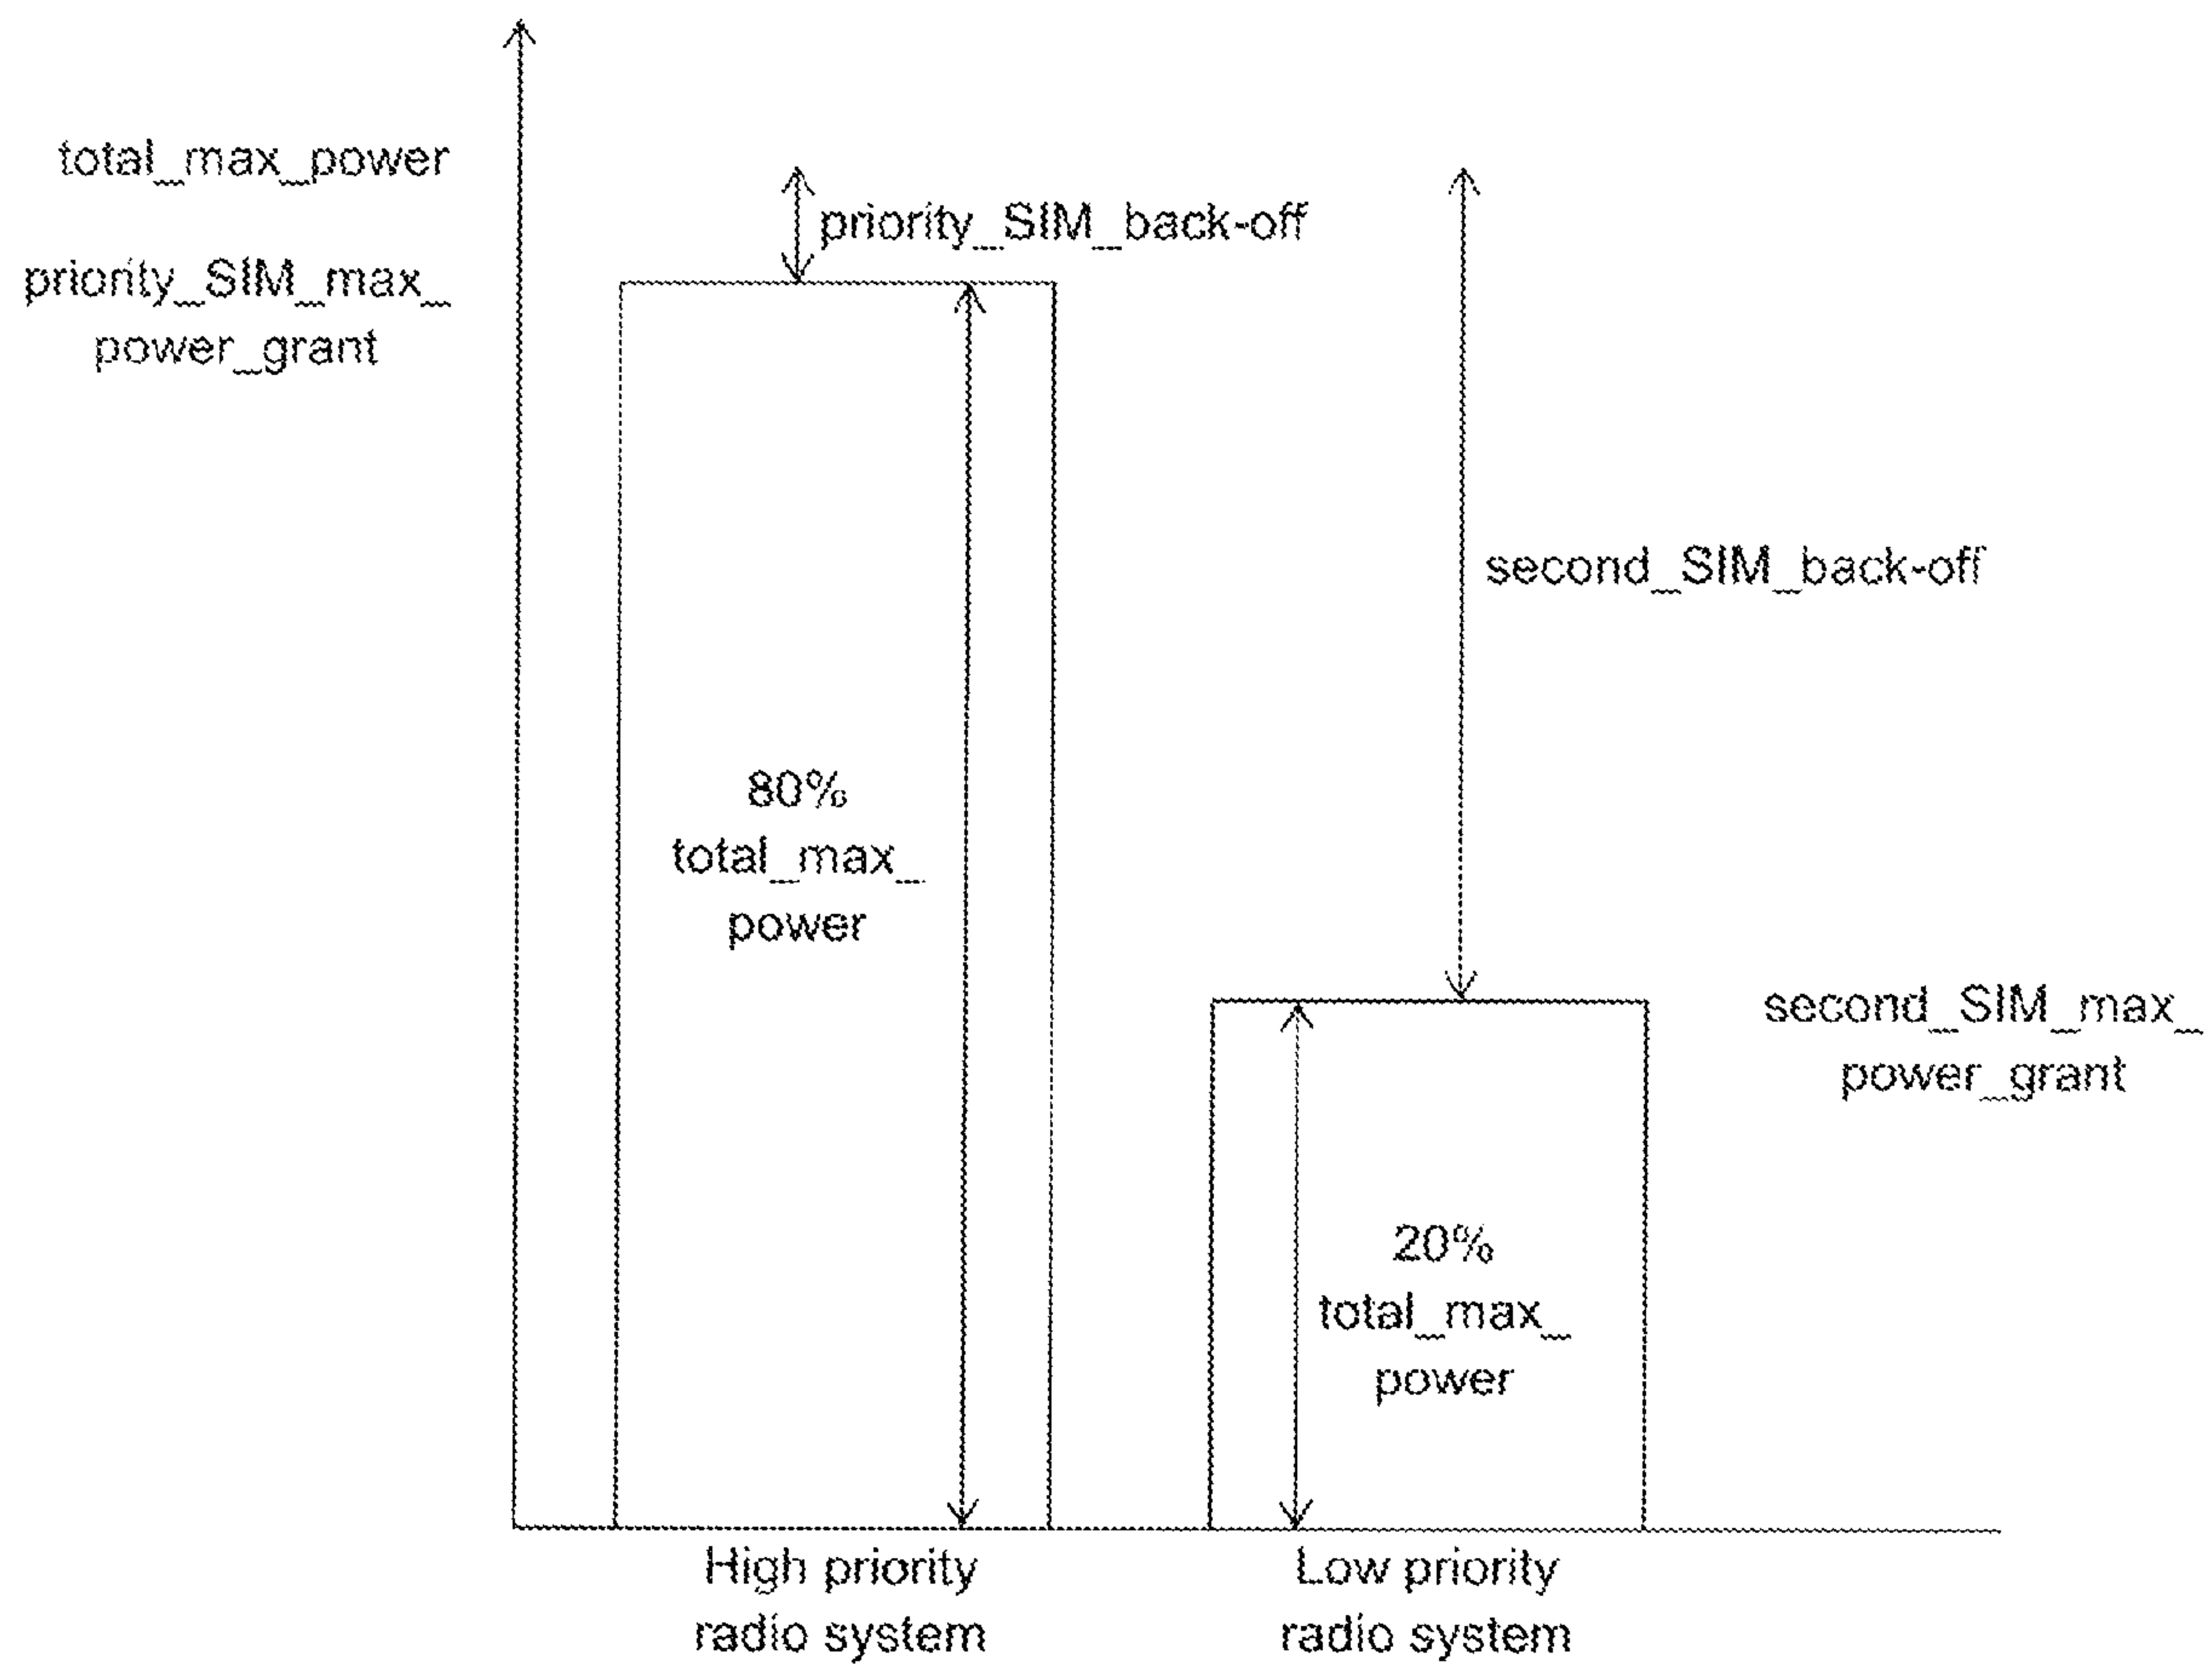 total_max_power
priority_SIM_back-off
priority_SIM_max_
power_grant
second_SIM_back-off
80%
total_max_
power
second_SIM_max_
power_grant
20%
total_max_
power
High priority
radio system
Low priority
radio system